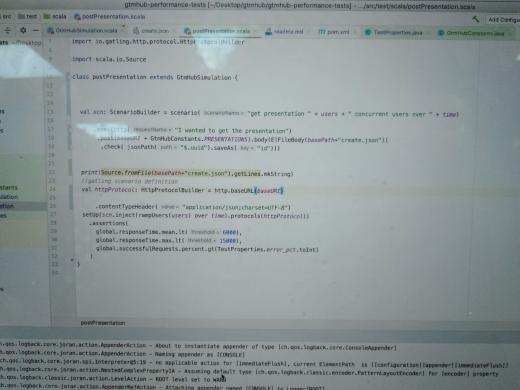 gtmhub-performance-tests [~/Desktop/gtmhub/gtmhub-performance-tests] - .../src/test/scala/postPresentation.scala
test scala postPresentation.scala
Add Configu
GtmHubSimulation.scala create.json postPresentation.scala readme.md pom.xml TestProperties.java GtmhubConstants.java
import io.gatling.http.protocol.HttpProtocolBuilder
import scala.io.Source
class postPresentation extends GtmHubSimulation {
val scn: ScenarioBuilder = scenario( scenarioName = "get presentation " + users + " concurrent users over " + time)
requestName = "I wanted to get the presentation")
GtmHubConstants.PRESENTATIONS).body(ElFileBody(basePath+"create.json"))
.check( jsonPath( path = "$.uuid").saveAs( key = "id")))
print(Source.fromFile(basePath+"create.json").getLines.mkString)
//gatling scenario definition
val httpProtocol: HttpProtocolBuilder = http.baseURL(baseURI)
.contentTypeHeader( value = "application/json;charset=UTF-8")
setUp(scn.inject(rampUsers(users) over time).protocols(httpProtocol))
.assertions(
global.responseTime.mean.lt( threshold = 6000),
global.responseTime.max.lt( threshold = 15000),
global.successfulRequests.percent.gt(TestProperties.error_pct.toInt)
)
}
postPresentation
ch.qos.logback.core.joran.action.AppenderAction - About to instantiate appender of type [ch.qos.logback.core.ConsoleAppender]
ch.qos.logback.core.joran.action.AppenderAction - Naming appender as [CONSOLE]
ch.qos.logback.core.joran.spi.Interpreter@5:19 - no applicable action for [immediateFlush], current ElementPath is [[configuration][appender][immediateFlush]]
ch.qos.logback.core.joran.action.NestedComplexPropertyIA - Assuming default type [ch.qos.logback.classic.encoder.PatternLayoutEncoder] for [encoder] property
ch.qos.logback.classic.joran.action.LevelAction - ROOT level set to WARN
ch.qos.logback.core.joran.action.AppenderRefAction - Attaching appender named [CONSOLE] to Logger[ROOT]